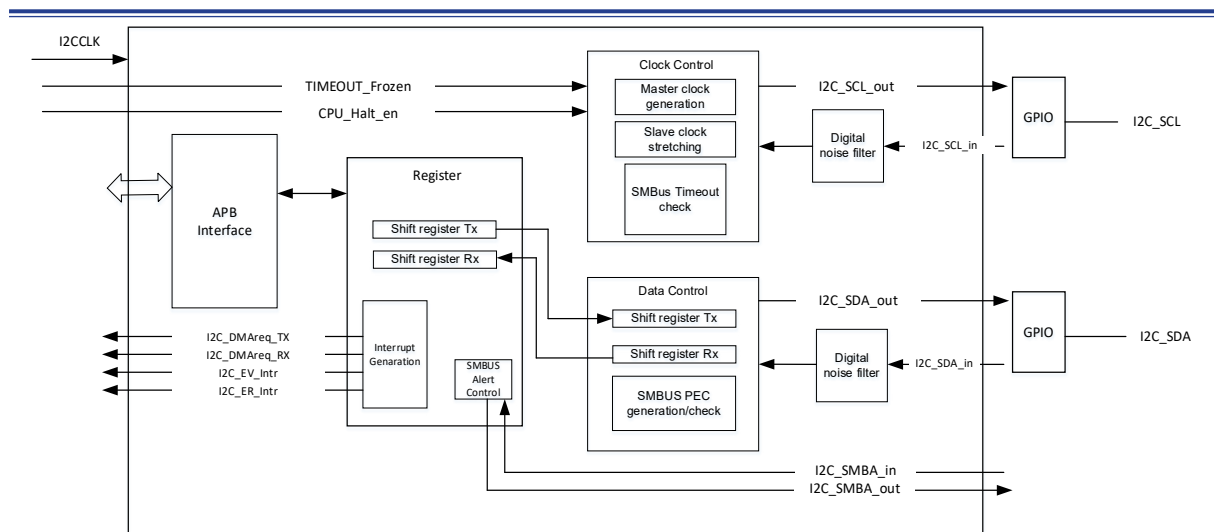 I2CCLK
TIMEOUT_Frozen
CPU_Halt_en
Clock Control
Master clock
generation
Slave clock
stretching
SMBus Timeout
check
I2C_SCL_out
Digital
noise filter
I2C_SCL_in
GPIO
I2C_SCL
APB
Interface
Register
Shift register Tx
Shift register Rx
Interrupt
Genaration
SMBUS
Alert
Control
I2C_DMAreq_TX
I2C_DMAreq_RX
I2C_EV_Intr
I2C_ER_Intr
Data Control
Shift register Tx
Shift register Rx
SMBUS PEC
generation/check
I2C_SDA_out
Digital
noise filter
I2C_SDA_in
GPIO
I2C_SDA
I2C_SMBA_in
I2C_SMBA_out